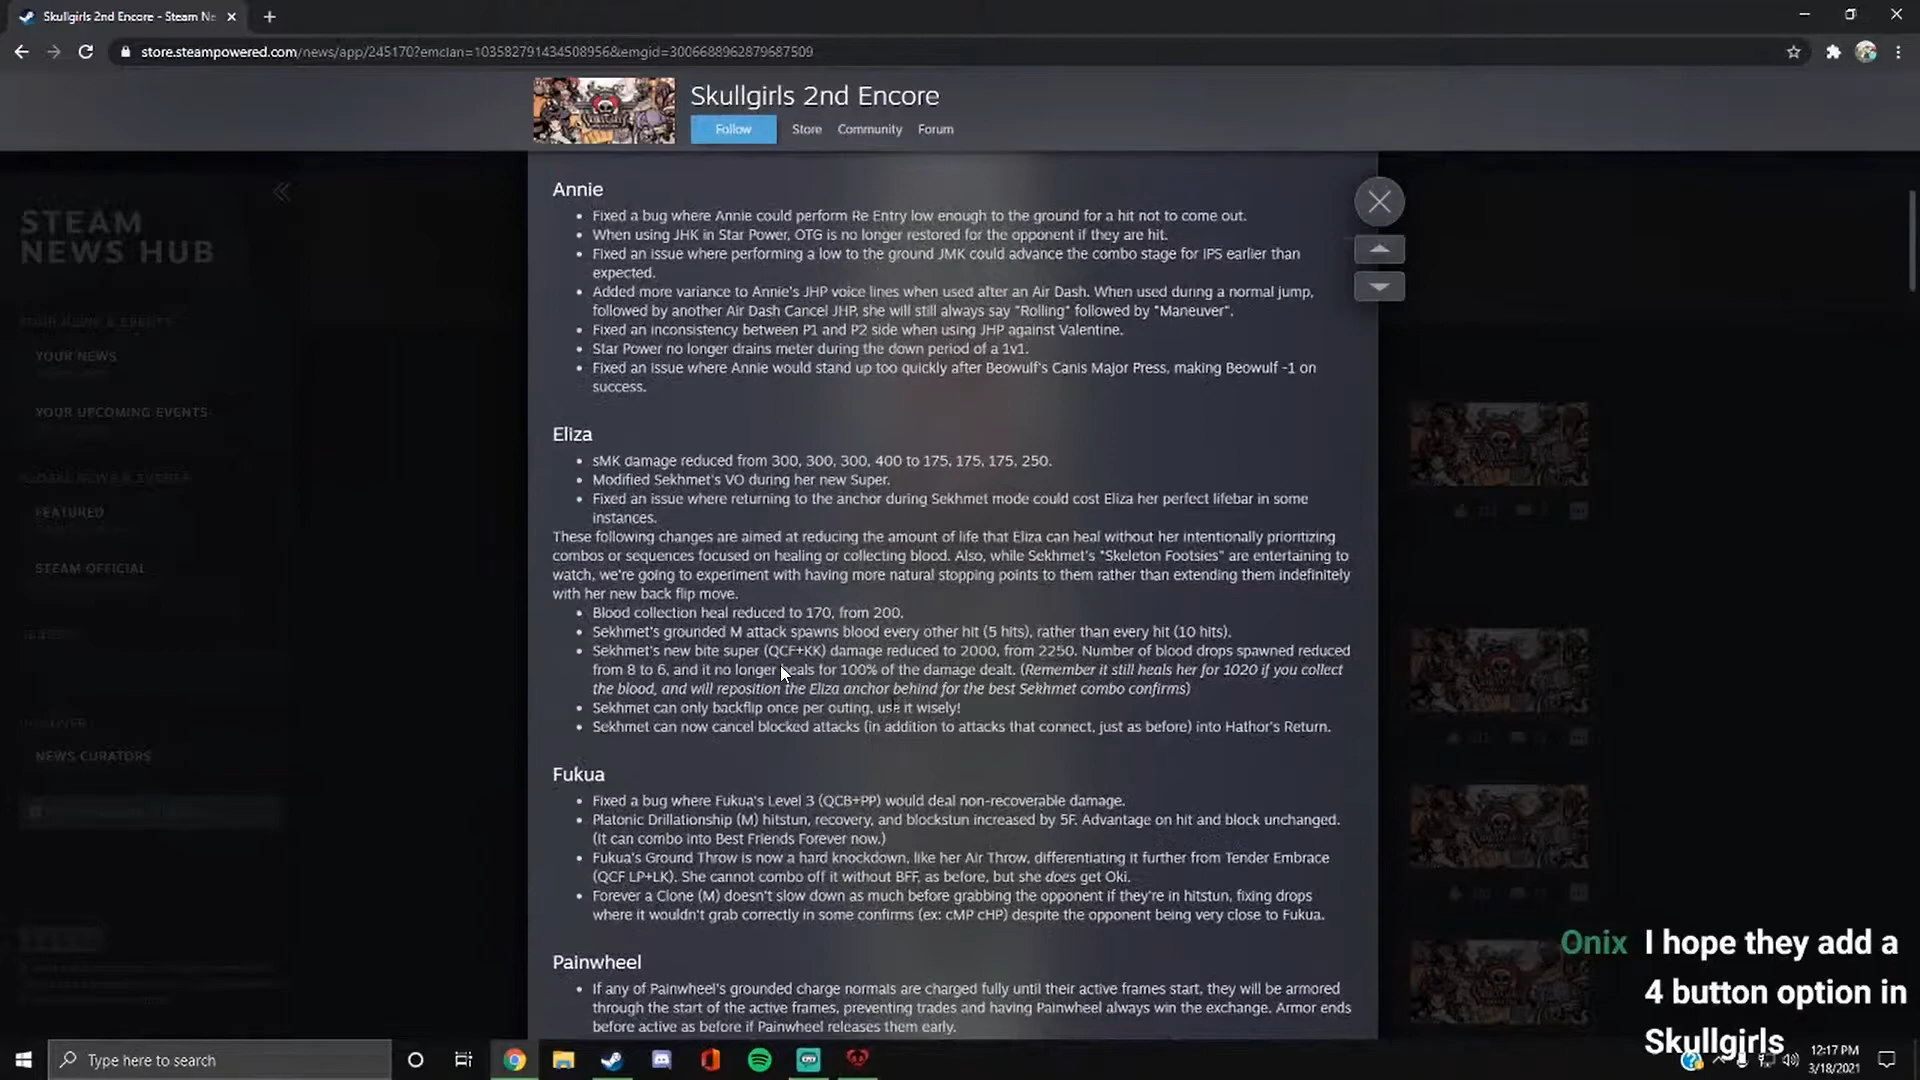 Skullgirls 2nd Encore - Steam Ne
store.steampowered.com/news/app/245170?emclan=103582791434508956&emgid=3006688962879687509
Skullgirls 2nd Encore
Follow Store Community Forum
STEAM
NEWS HUB
YOUR NEWS & EVENTS
YOUR NEWS
YOUR UPCOMING EVENTS
GLOBAL NEWS & EVENTS
FEATURED
STEAM OFFICIAL
NEWS CURATORS
Annie
• Fixed a bug where Annie could perform Re Entry low enough to the ground for a hit not to come out.
• When using JHK in Star Power, OTG is no longer restored for the opponent if they are hit.
• Fixed an issue where performing a low to the ground JMK could advance the combo stage for IPS earlier than
expected.
• Added more variance to Annie's JHP voice lines when used after an Air Dash. When used during a normal jump,
followed by another Air Dash Cancel JHP, she will still always say "Rolling" followed by "Maneuver".
• Fixed an inconsistency between P1 and P2 side when using JHP against Valentine.
• Star Power no longer drains meter during the down period of a 1v1.
• Fixed an issue where Annie would stand up too quickly after Beowulf's Canis Major Press, making Beowulf -1 on
success.
Eliza
• sMK damage reduced from 300, 300, 300, 400 to 175, 175, 175, 250.
• Modified Sekhmet's VO during her new Super.
• Fixed an issue where returning to the anchor during Sekhmet mode could cost Eliza her perfect lifebar in some
instances.
These following changes are aimed at reducing the amount of life that Eliza can heal without her intentionally prioritizing
combos or sequences focused on healing or collecting blood. Also, while Sekhmet's "Skeleton Footsies" are entertaining to
watch, we're going to experiment with having more natural stopping points to them rather than extending them indefinitely
with her new back flip move.
• Blood collection heal reduced to 170, from 200.
• Sekhmet's grounded M attack spawns blood every other hit (5 hits), rather than every hit (10 hits).
• Sekhmet's new bite super (QCF+KK) damage reduced to 2000, from 2250. Number of blood drops spawned reduced
from 8 to 6, and it no longer heals for 100% of the damage dealt. (Remember it still heals her for 1020 if you collect
the blood, and will reposition the Eliza anchor behind for the best Sekhmet combo confirms)
• Sekhmet can only backflip once per outing, use it wisely!
• Sekhmet can now cancel blocked attacks (in addition to attacks that connect, just as before) into Hathor's Return.
Fukua
• Fixed a bug where Fukua's Level 3 (QCB+PP) would deal non-recoverable damage.
• Platonic Drillationship (M) hitstun, recovery, and blockstun increased by 5F. Advantage on hit and block unchanged.
(It can combo into Best Friends Forever now.)
• Fukua's Ground Throw is now a hard knockdown, like her Air Throw, differentiating it further from Tender Embrace
(QCF LP+LK). She cannot combo off it without BFF, as before, but she does get Oki.
• Forever a Clone (M) doesn't slow down as much before grabbing the opponent if they're in hitstun, fixing drops
where it wouldn't grab correctly in some confirms (ex: cMP cHP) despite the opponent being very close to Fukua.
Painwheel
• If any of Painwheel's grounded charge normals are charged fully until their active frames start, they will be armored
through the start of the active frames, preventing trades and having Painwheel always win the exchange. Armor ends
before active as before if Painwheel releases them early.
Onix I hope they add a
4 button option in
Skullgirls
Type here to search
12:17 PM
3/18/2021